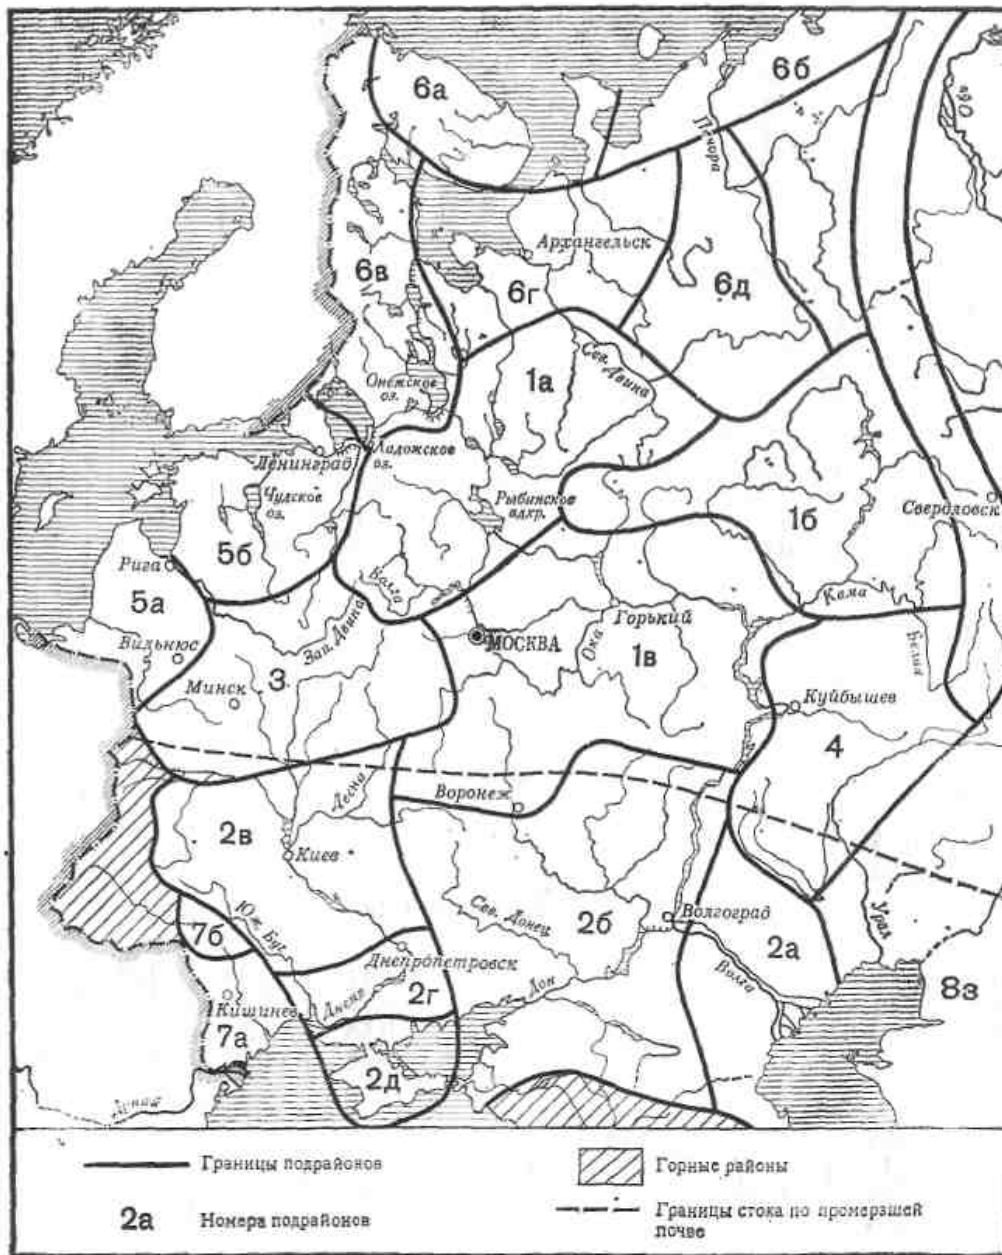 6а
6б
Обь
Печора
Архангельск
6в
6г
6д
Онежское
оз.
1а
Сев. Двина
Ленинград
Ладожское
оз.
Чудское
оз.
Рыбинское
вдхр.
1б
Свердловск
5б
Рига
5а
Волга
Кама
Вильнюс
Зап. Двина
МОСКВА
Ока
Горький
1в
Белая
Минск
3
Куйбышев
4
Десна
Воронеж
2в
Киев
Юж. Буг
7б
Сев. Донец
2б
Волгоград
2а
Урал
Днепропетровск
Волга
8з
Кишинев
Днепр
2г
Дон
7а
2д
Дунай
Границы подрайонов
Горные районы
2а
Номера подрайонов
Границы стока по промерзшей
почве